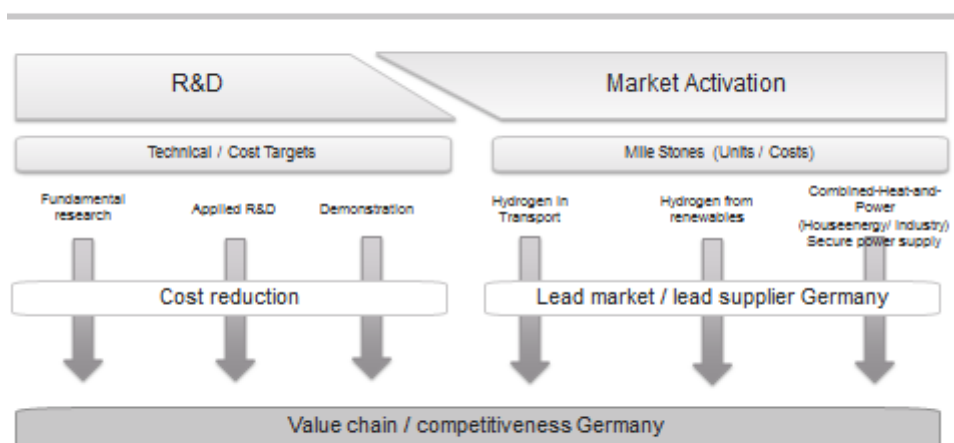 R&D
Market Activation
Technical / Cost Targets
Mile Stones (Units / Costs)
Fundamental
research
Applied R&D
Demonstration
Hydrogen in
Transport
Hydrogen from
renewables
Combined-Heat-and-
Power
(Houseenergy/ Industry)
Secure power supply
Cost reduction
Lead market / lead supplier Germany
Value chain / competitiveness Germany